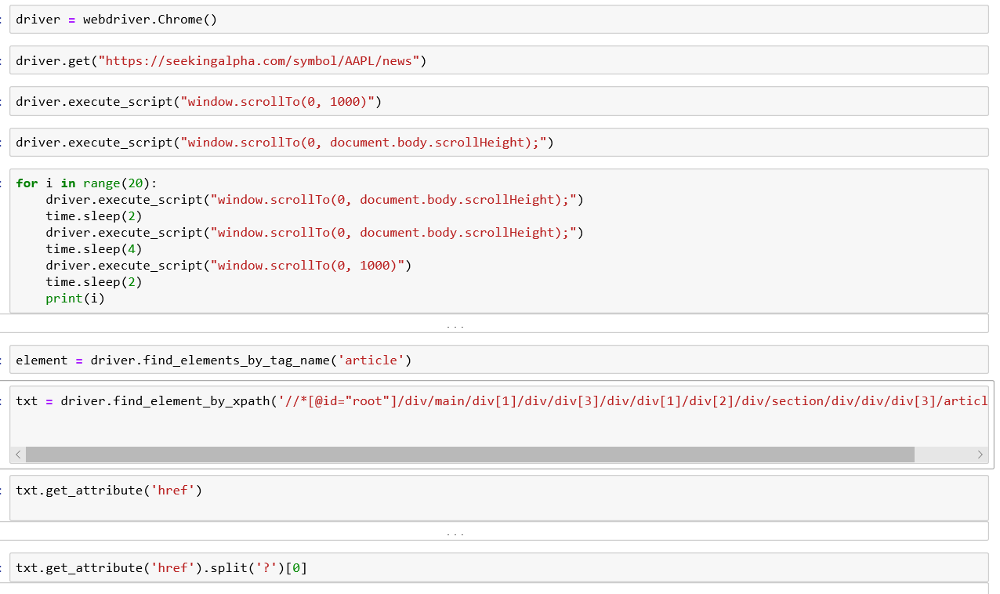 driver = webdriver.Chrome()
driver.get("https://seekingalpha.com/symbol/AAPL/news")
driver.execute_script("window.scrollTo(0, 1000)")
driver.execute_script("window.scrollTo(0, document.body.scrollHeight);")
for i in range(20):
    driver.execute_script("window.scrollTo(0, document.body.scrollHeight);")
    time.sleep(2)
    driver.execute_script("window.scrollTo(0, document.body.scrollHeight);")
    time.sleep(4)
    driver.execute_script("window.scrollTo(0, 1000)")
    time.sleep(2)
    print(i)
...
element = driver.find_elements_by_tag_name('article')
txt = driver.find_element_by_xpath('//*[@id="root"]/div/main/div[1]/div/div[3]/div/div[1]/div[2]/div/section/div/div/div[3]/articl
txt.get_attribute('href')
...
txt.get_attribute('href').split('?')[0]